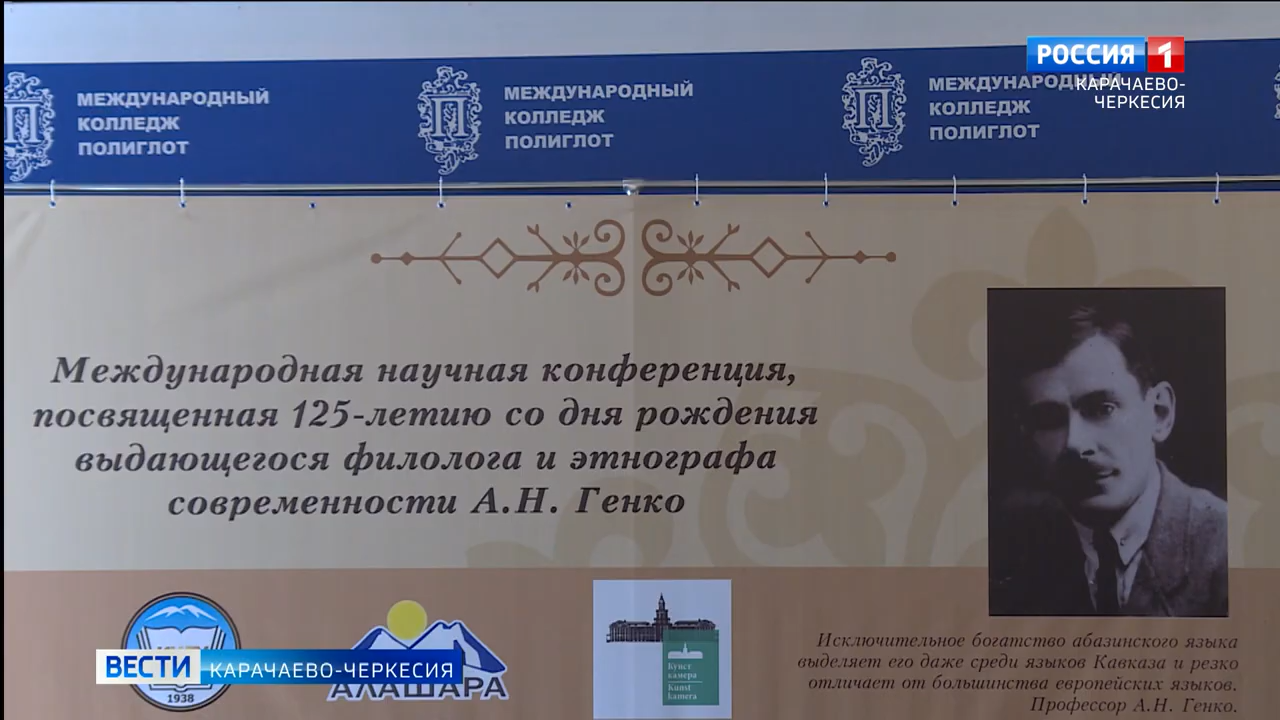 РОССИЯ 1
КАРАЧАЕВО-
ЧЕРКЕСИЯ
МЕЖДУНАРОДНЫЙ
КОЛЛЕДЖ
ПОЛИГЛОТ
МЕЖДУНАРОДНЫЙ
КОЛЛЕДЖ
ПОЛИГЛОТ
МЕЖДУНАРОДНЫЙ
КОЛЛЕДЖ
ПОЛИГЛОТ
Международная научная конференция,
посвященная 125-летию со дня рождения
выдающегося филолога и этнографа
современности А.Н. Генко
1938
АЛАШАРА
Кунст
камера
Kunst
kamera
Исключительное богатство абазинского языка
выделяет его даже среди языков Кавказа и резко
отличает от большинства европейских языков.
Профессор А.Н. Генко.
ВЕСТИ КАРАЧАЕВО-ЧЕРКЕСИЯ